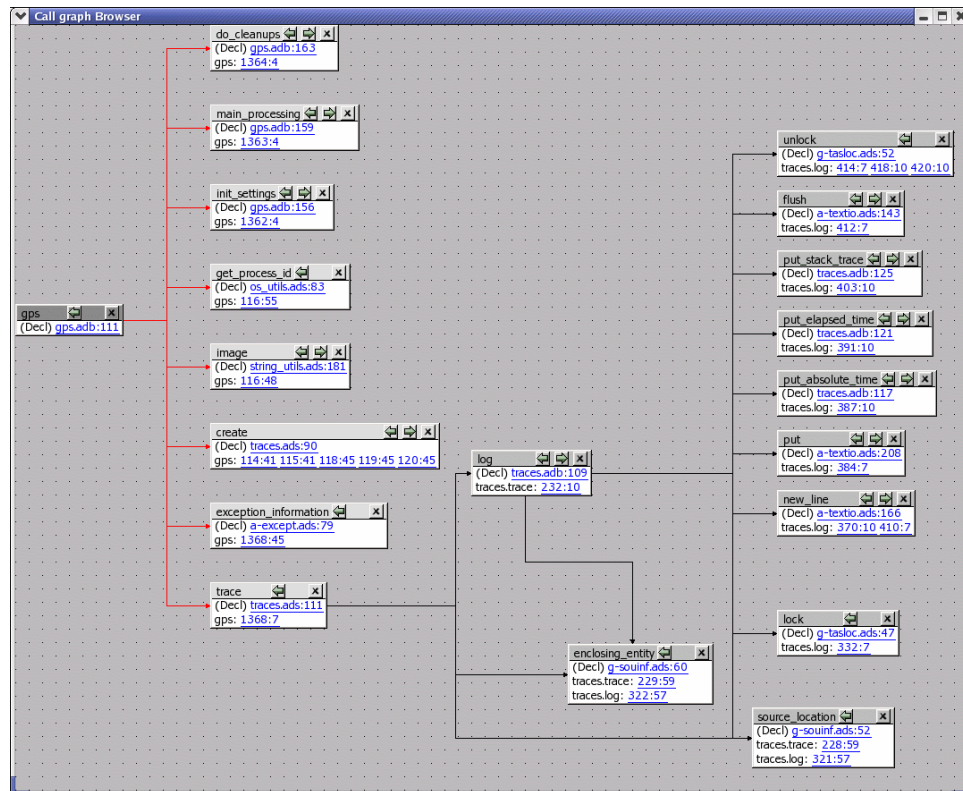 Call graph Browser
do_cleanups
(Decl) gps.adb:163
gps: 1364:4
main_processing
(Decl) gps.adb:159
gps: 1363:4
init_settings
(Decl) gps.adb:156
gps: 1362:4
get_process_id
(Decl) os_utils.ads:83
gps: 116:55
gps
(Decl) gps.adb:111
image
(Decl) string_utils.ads:181
gps: 116:48
create
(Decl) traces.ads:90
gps: 114:41 115:41 118:45 119:45 120:45
exception_information
(Decl) a-except.ads:79
gps: 1368:45
trace
(Decl) traces.ads:111
gps: 1368:7
log
(Decl) traces.adb:109
traces.trace: 232:10
enclosing_entity
(Decl) g-souinf.ads:60
traces.trace: 229:59
traces.log: 322:57
unlock
(Decl) g-tasloc.ads:52
traces.log: 414:7 418:10 420:10
flush
(Decl) a-textio.ads:143
traces.log: 412:7
put_stack_trace
(Decl) traces.adb:125
traces.log: 403:10
put_elapsed_time
(Decl) traces.adb:121
traces.log: 391:10
put_absolute_time
(Decl) traces.adb:117
traces.log: 387:10
put
(Decl) a-textio.ads:208
traces.log: 384:7
new_line
(Decl) a-textio.ads:166
traces.log: 370:10 410:7
lock
(Decl) g-tasloc.ads:47
traces.log: 332:7
source_location
(Decl) g-souinf.ads:52
traces.trace: 228:59
traces.log: 321:57